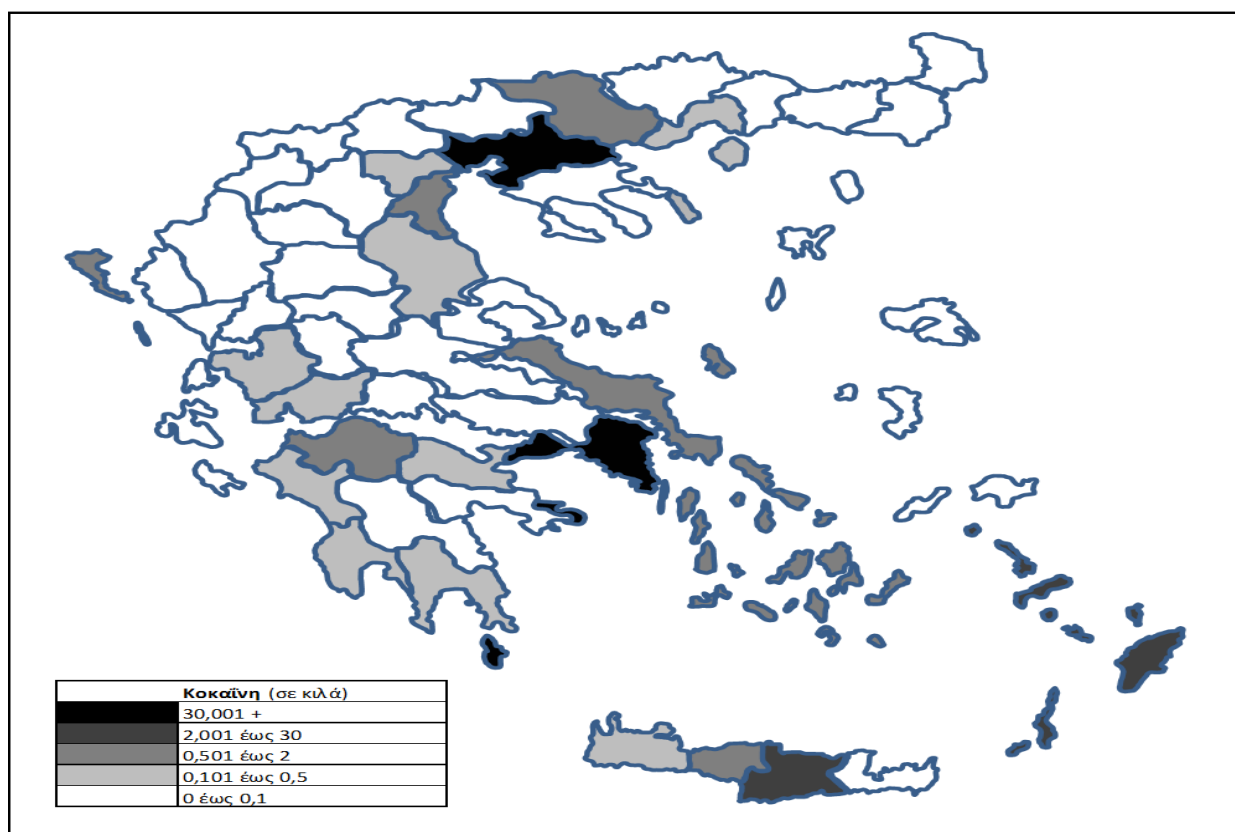 Κοκαΐνη (σε κιλά)
30,001 +
2,001 έως 30
0,501 έως 2
0,101 έως 0,5
0 έως 0,1